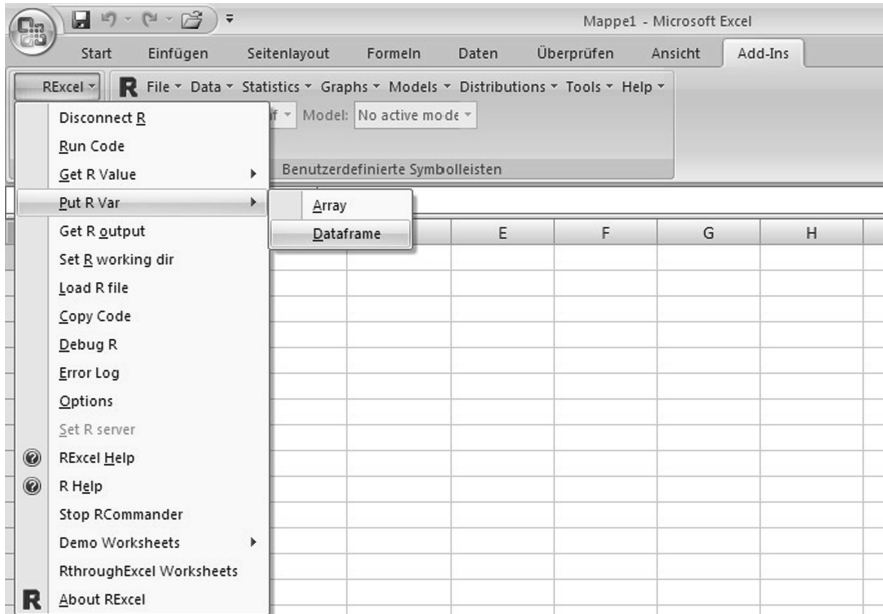 Mappe1 - Microsoft Excel
Start Einfügen Seitenlayout Formeln Daten Überprüfen Ansicht Add-Ins
RExcel R File Data Statistics Graphs Models Distributions Tools Help
Model: No active mode
Benutzerdefinierte Symbolleisten
Disconnect R
Run Code
Get R Value
Put R Var
Array
Dataframe
Get R output
E F G H
Set R working dir
Load R file
Copy Code
Debug R
Error Log
Options
Set R server
RExcel Help
R Help
Stop RCommander
Demo Worksheets
RthroughExcel Worksheets
R About RExcel